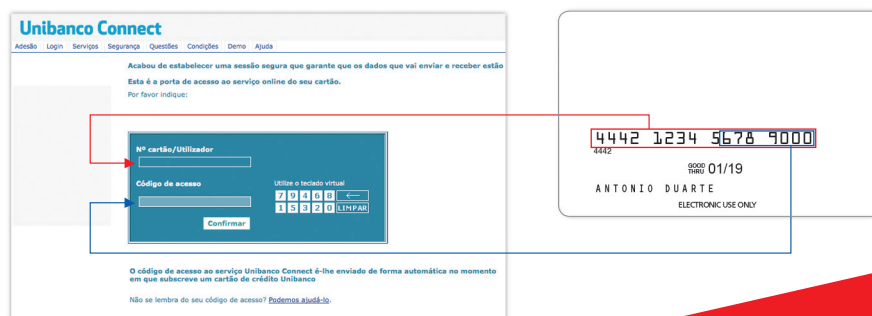 Unibanco Connect
Adesão Login Serviços Segurança Questões Condições Demo Ajuda
Acabou de estabelecer uma sessão segura que garante que os dados que vai enviar e receber estão
Esta é a porta de acesso ao serviço online do seu cartão.
Por favor indique:
Nº cartão/Utilizador
Código de acesso
Utilize o teclado virtual
7 9 4 6 8 ←
1 5 3 2 0 LIMPAR
Confirmar
O código de acesso ao serviço Unibanco Connect é-lhe enviado de forma automática no momento
em que subscreve um cartão de crédito Unibanco
Não se lembra do seu código de acesso? Podemos ajudá-lo.
4442 1234 5678 9000
4442
GOOD
THRU 01/19
ANTONIO DUARTE
ELECTRONIC USE ONLY